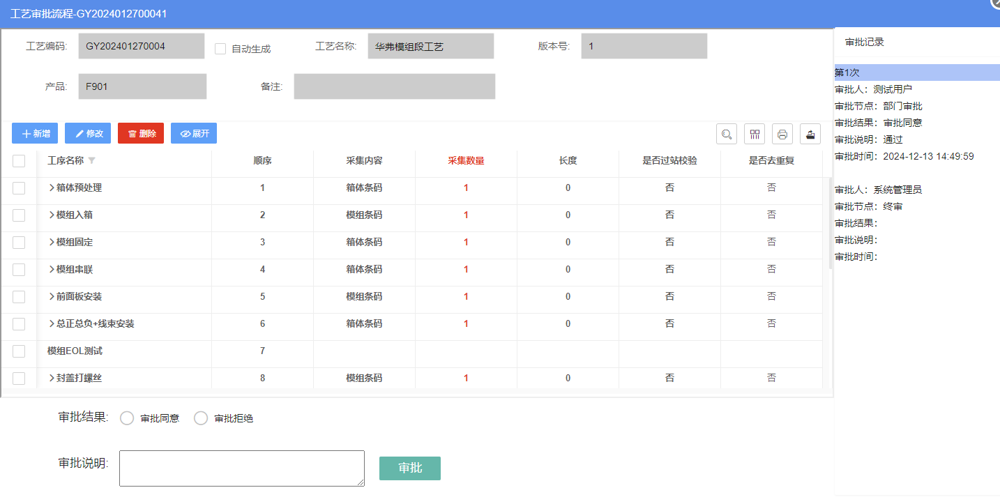 工艺审批流程-GY2024012700041
工艺编码: GY202401270004 自动生成 工艺名称: 华弗模组段工艺 版本号: 1
产品: F901 备注:
新增 修改 删除 展开
工序名称 顺序 采集内容 采集数量 长度 是否过站校验 是否去重复
箱体预处理 1 箱体条码 1 0 否 否
模组入箱 2 模组条码 1 0 否 否
模组固定 3 箱体条码 1 0 否 否
模组串联 4 箱体条码 1 0 否 否
前面板安装 5 模组条码 1 0 否 否
总正总负+线束安装 6 箱体条码 1 0 否 否
模组EOL测试 7
封盖打螺丝 8 模组条码 1 0 否 否
审批结果: 审批同意 审批拒绝
审批说明:
审批
审批记录
第1次
审批人：测试用户
审批节点：部门审批
审批结果：审批同意
审批说明：通过
审批时间：2024-12-13 14:49:59
审批人：系统管理员
审批节点：终审
审批结果：
审批说明：
审批时间：